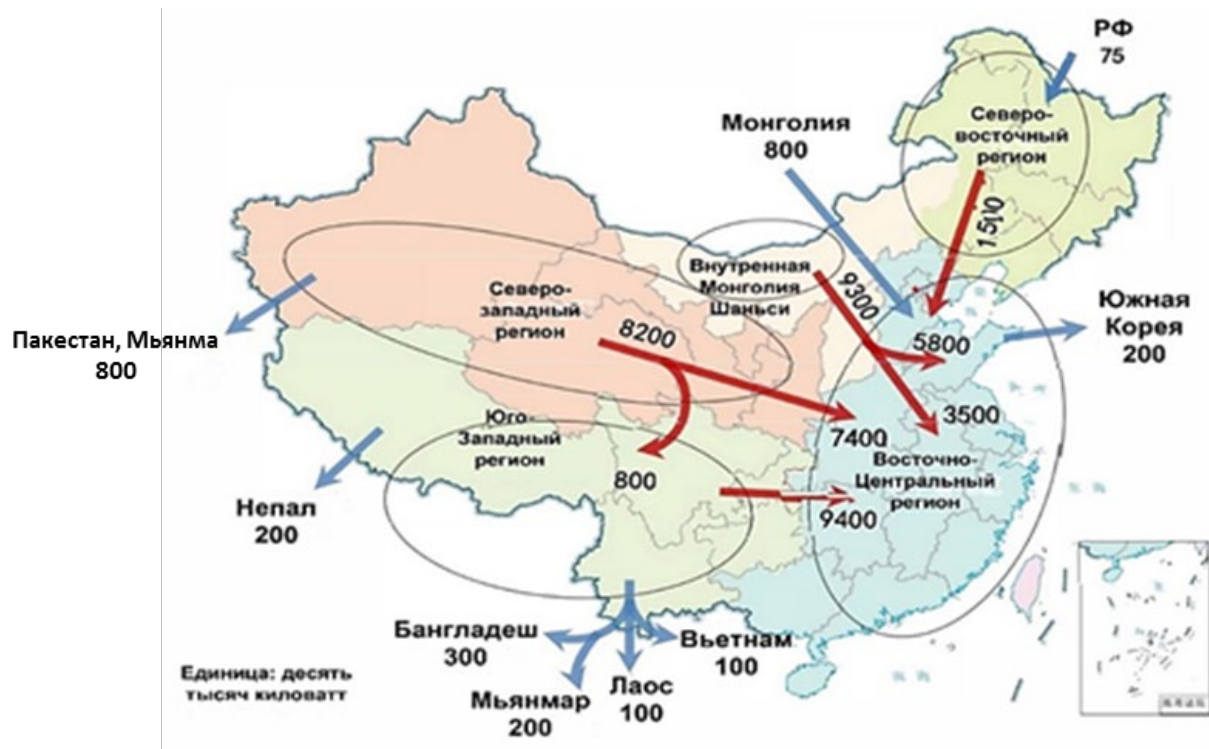 РФ
75
Северо-
восточный
регион
Монголия
800
1500
Внутренная
Монголия
Шаньси
9300
Северо-
западный
регион
8200
Южная
Корея
200
5800
Пакестан, Мьянма
800
3500
7400
Юго-
Западный
регион
800
Восточно-
Центральный
регион
9400
Непал
200
Бангладеш
300
Вьетнам
100
Мьянмар
200
Лаос
100
Единица: десять
тысяч киловатт